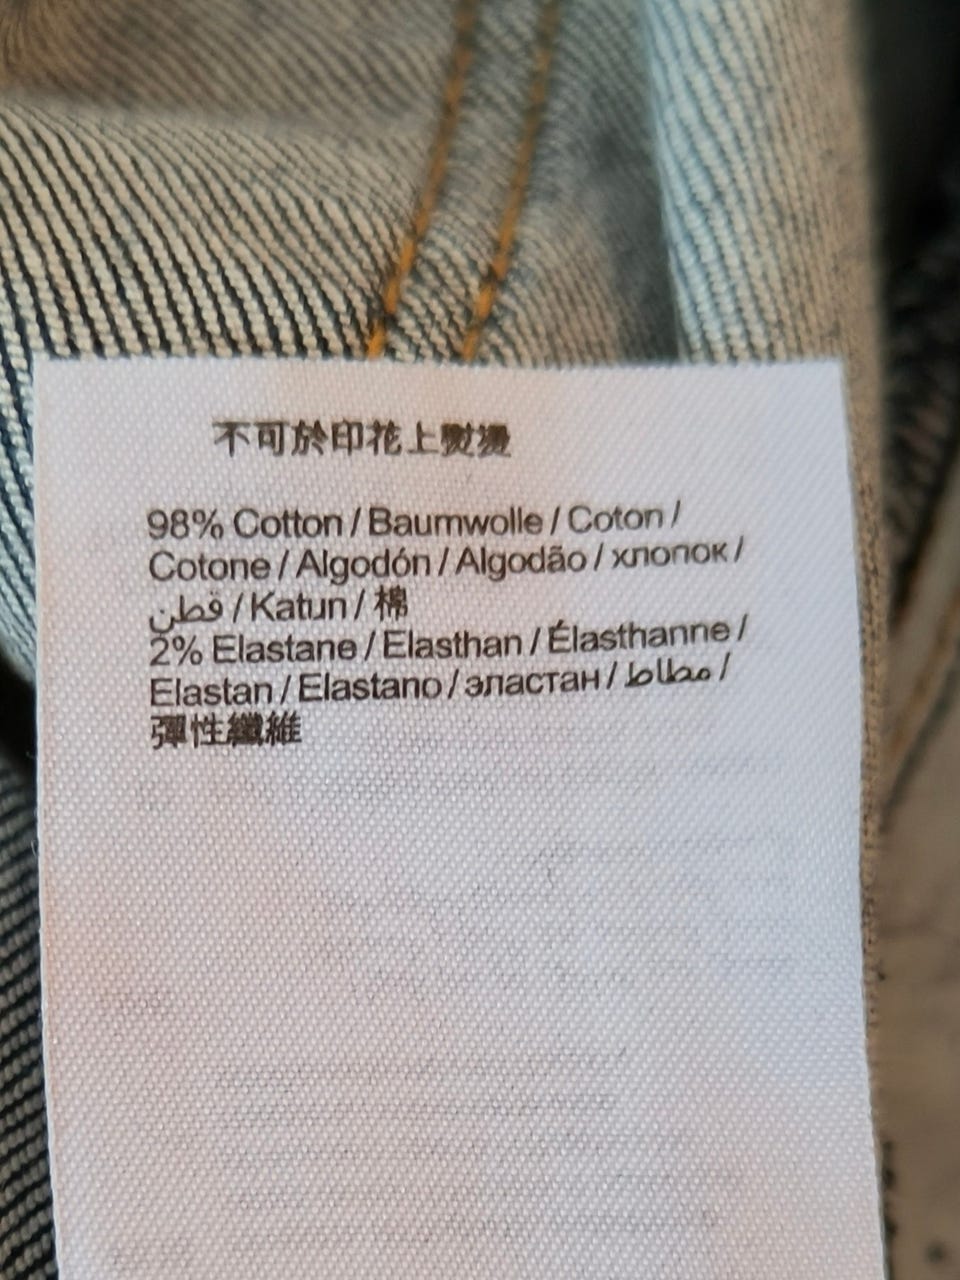 不可於印花上熨燙
98% Cotton / Baumwolle / Coton /
Cotone / Algodón / Algodão / хлопок /
قطن / Katun / 棉
2% Elastane / Elasthan / Élasthanne /
Elastan / Elastano / эластан / مطاط /
彈性纖維